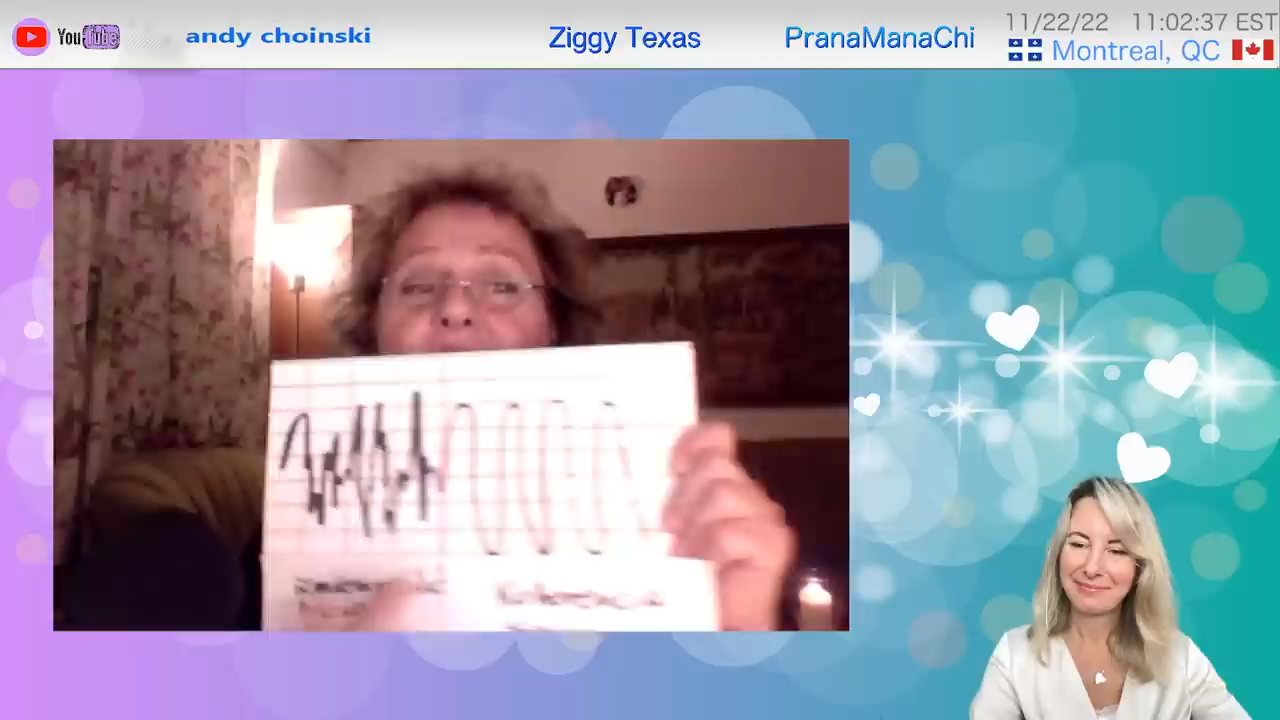 YouTube
andy choinski
Ziggy Texas
PranaManaChi
11/22/22 11:02:37 EST
Montreal, QC